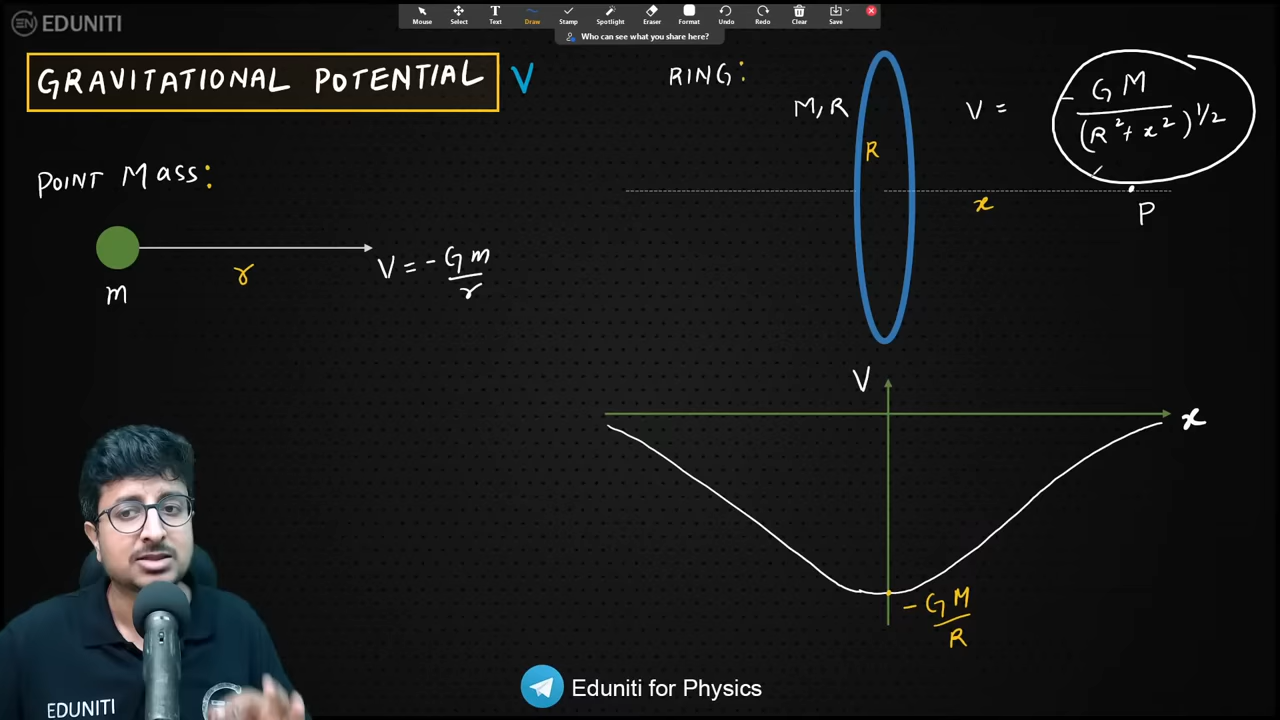 EDUNITI
Mouse Select Text Draw Stamp Spotlight Eraser Format Undo Redo Clear Save
Who can see what you share here?
GRAVITATIONAL POTENTIAL V
RING:
M, R
R
V = - GM / (R² + x²)^1/2
x
P
POINT MASS:
m
r
V = - Gm / r
V
x
- GM / R
EDUNITI
Eduniti for Physics